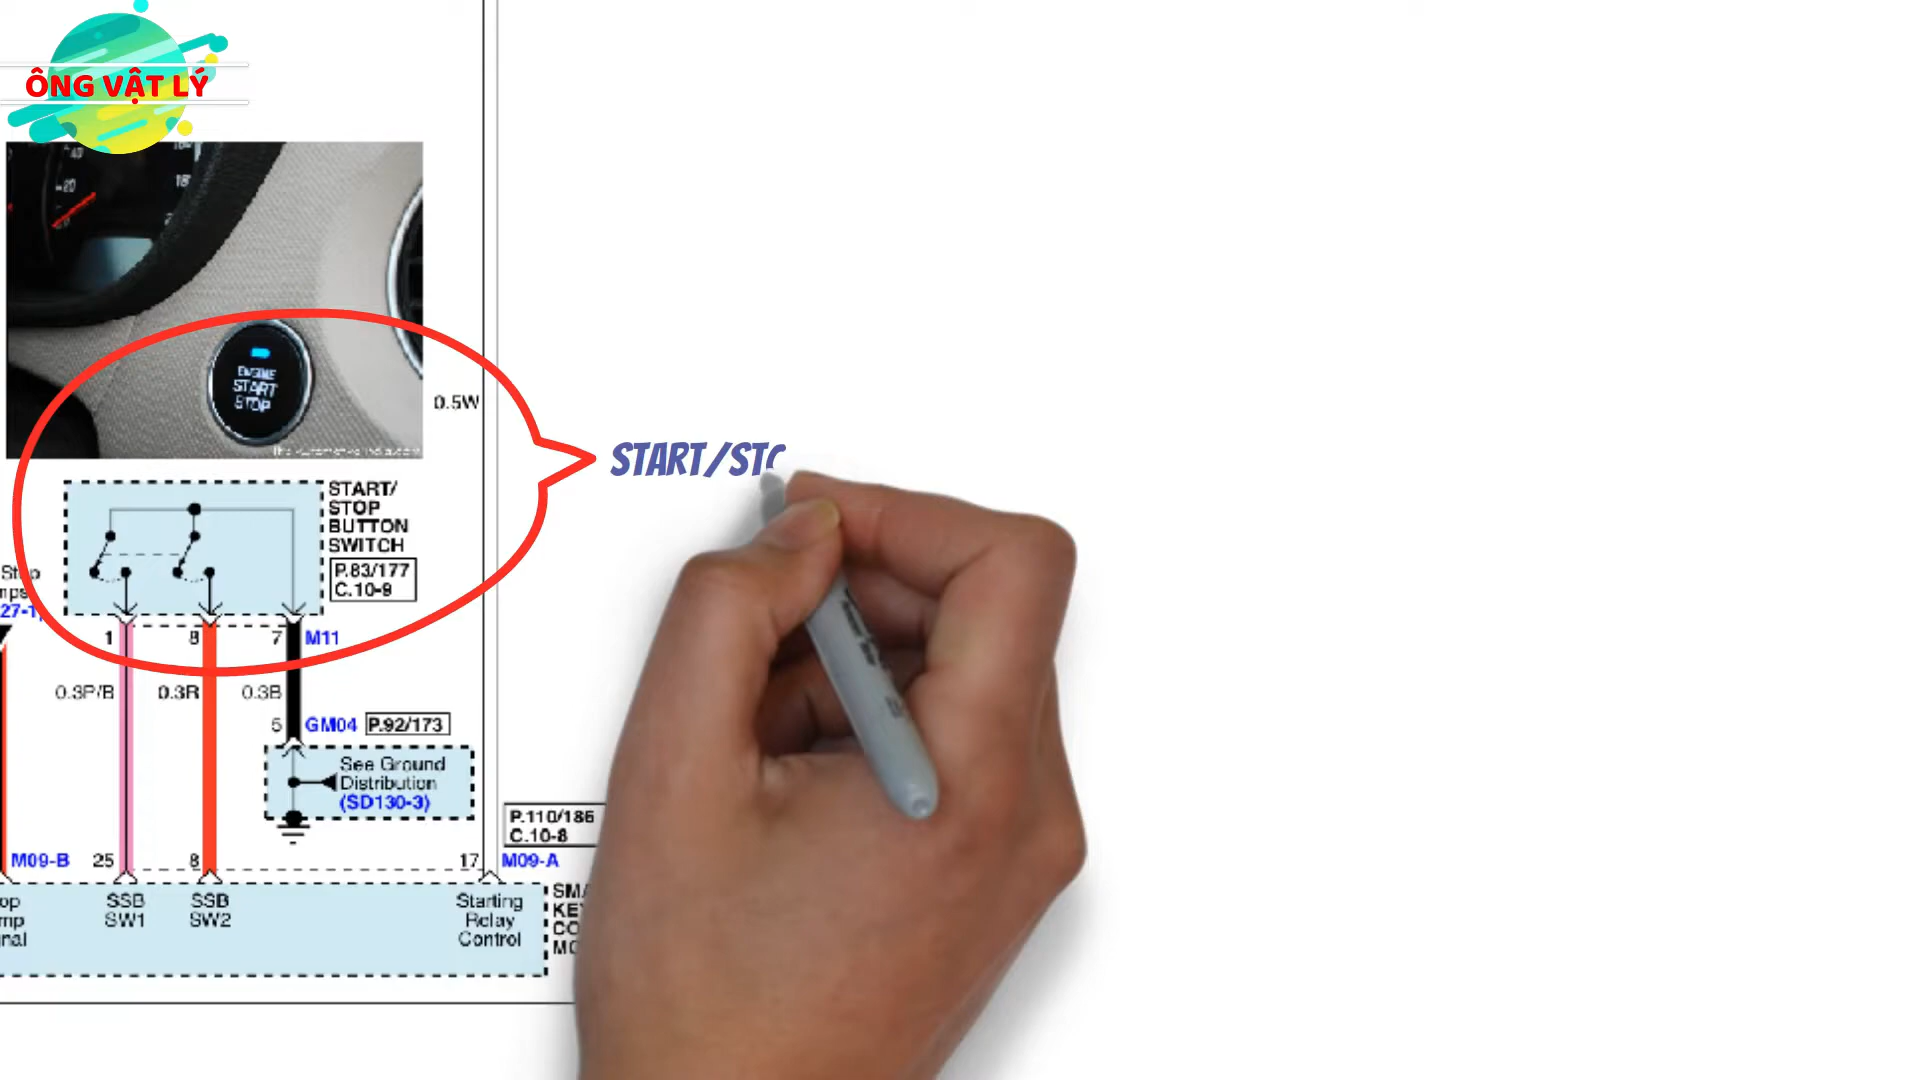 ÔNG VẬT LÝ
20
ENGINE
START
STOP
0.5W
START/STO
START/
STOP
BUTTON
SWITCH
P.83/177
C.10-9
1
8
7
M11
0.3P/B
0.3R
0.3B
5
GM04
P.92/173
See Ground
Distribution
(SD130-3)
P.110/186
C.10-8
M09-B
25
8
17
M09-A
SSB
SW1
SSB
SW2
Starting
Relay
Control